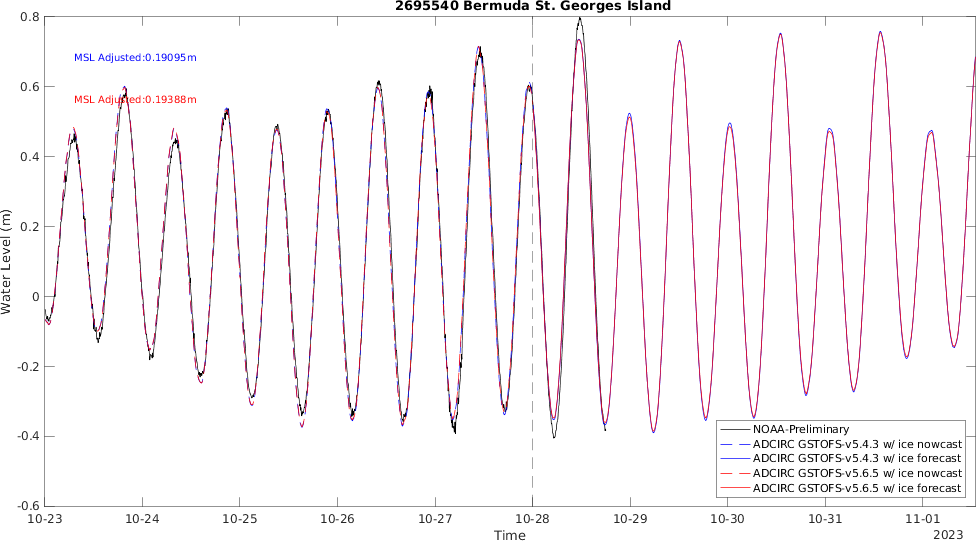 2695540 Bermuda St. Georges Island
0.8
0.6
0.4
0.2
0
-0.2
-0.4
-0.6
Water Level (m)
MSL Adjusted:0.19095m
MSL Adjusted:0.19388m
NOAA-Preliminary
ADCIRC GSTOFS-v5.4.3 w/ ice nowcast
ADCIRC GSTOFS-v5.4.3 w/ ice forecast
ADCIRC GSTOFS-v5.6.5 w/ ice nowcast
ADCIRC GSTOFS-v5.6.5 w/ ice forecast
10-23 10-24 10-25 10-26 10-27 10-28 10-29 10-30 10-31 11-01
Time
2023